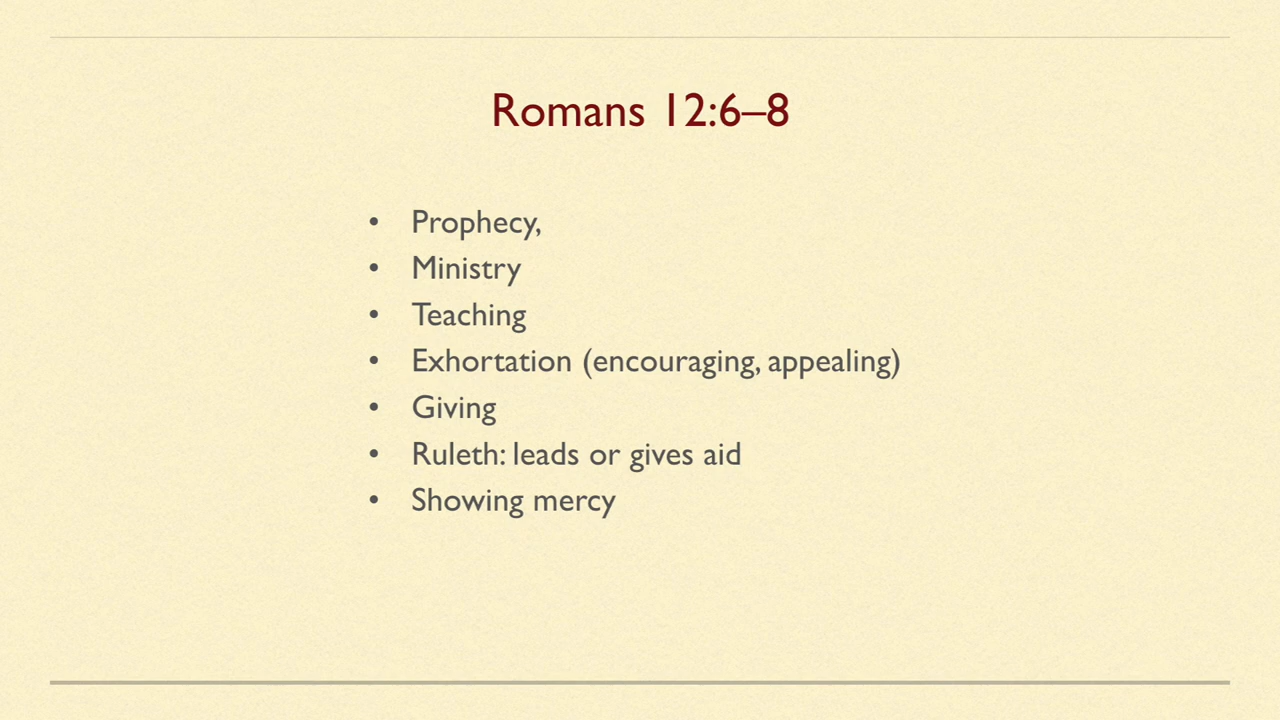 Romans 12:6–8
• Prophecy,
• Ministry
• Teaching
• Exhortation (encouraging, appealing)
• Giving
• Ruleth: leads or gives aid
• Showing mercy